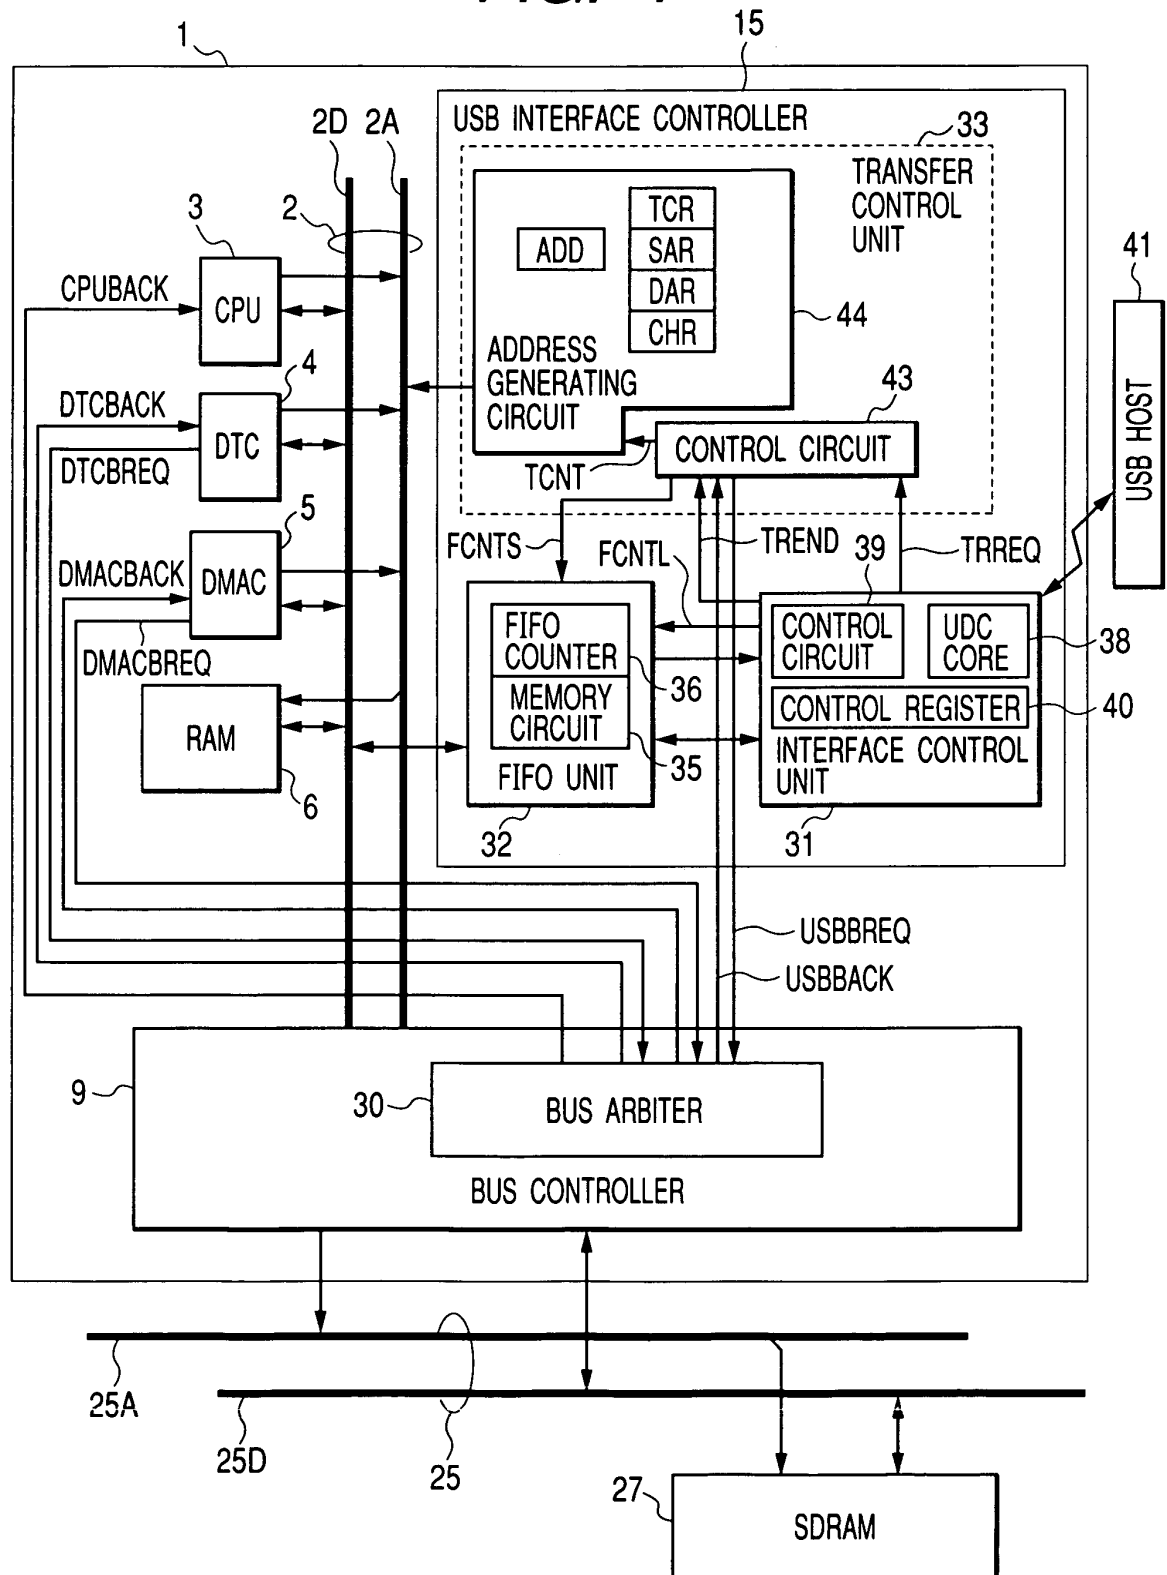 1
15
2D 2A
USB INTERFACE CONTROLLER
33
TRANSFER
CONTROL
UNIT
TCR
SAR
DAR
CHR
ADD
44
ADDRESS
GENERATING
CIRCUIT
2
3
CPUBACK
CPU
41
USB HOST
4
DTCBACK
DTC
DTCBREQ
43
CONTROL CIRCUIT
TCNT
5
DMACBACK
DMAC
DMACBREQ
FCNTS
FCNTL
TREND
39
TRREQ
FIFO
COUNTER
36
MEMORY
CIRCUIT
35
FIFO UNIT
32
CONTROL
CIRCUIT
UDC
CORE
38
CONTROL REGISTER
40
INTERFACE CONTROL
UNIT
31
RAM
6
USBBREQ
USBBACK
9
30
BUS ARBITER
BUS CONTROLLER
25A
25D
25
27
SDRAM